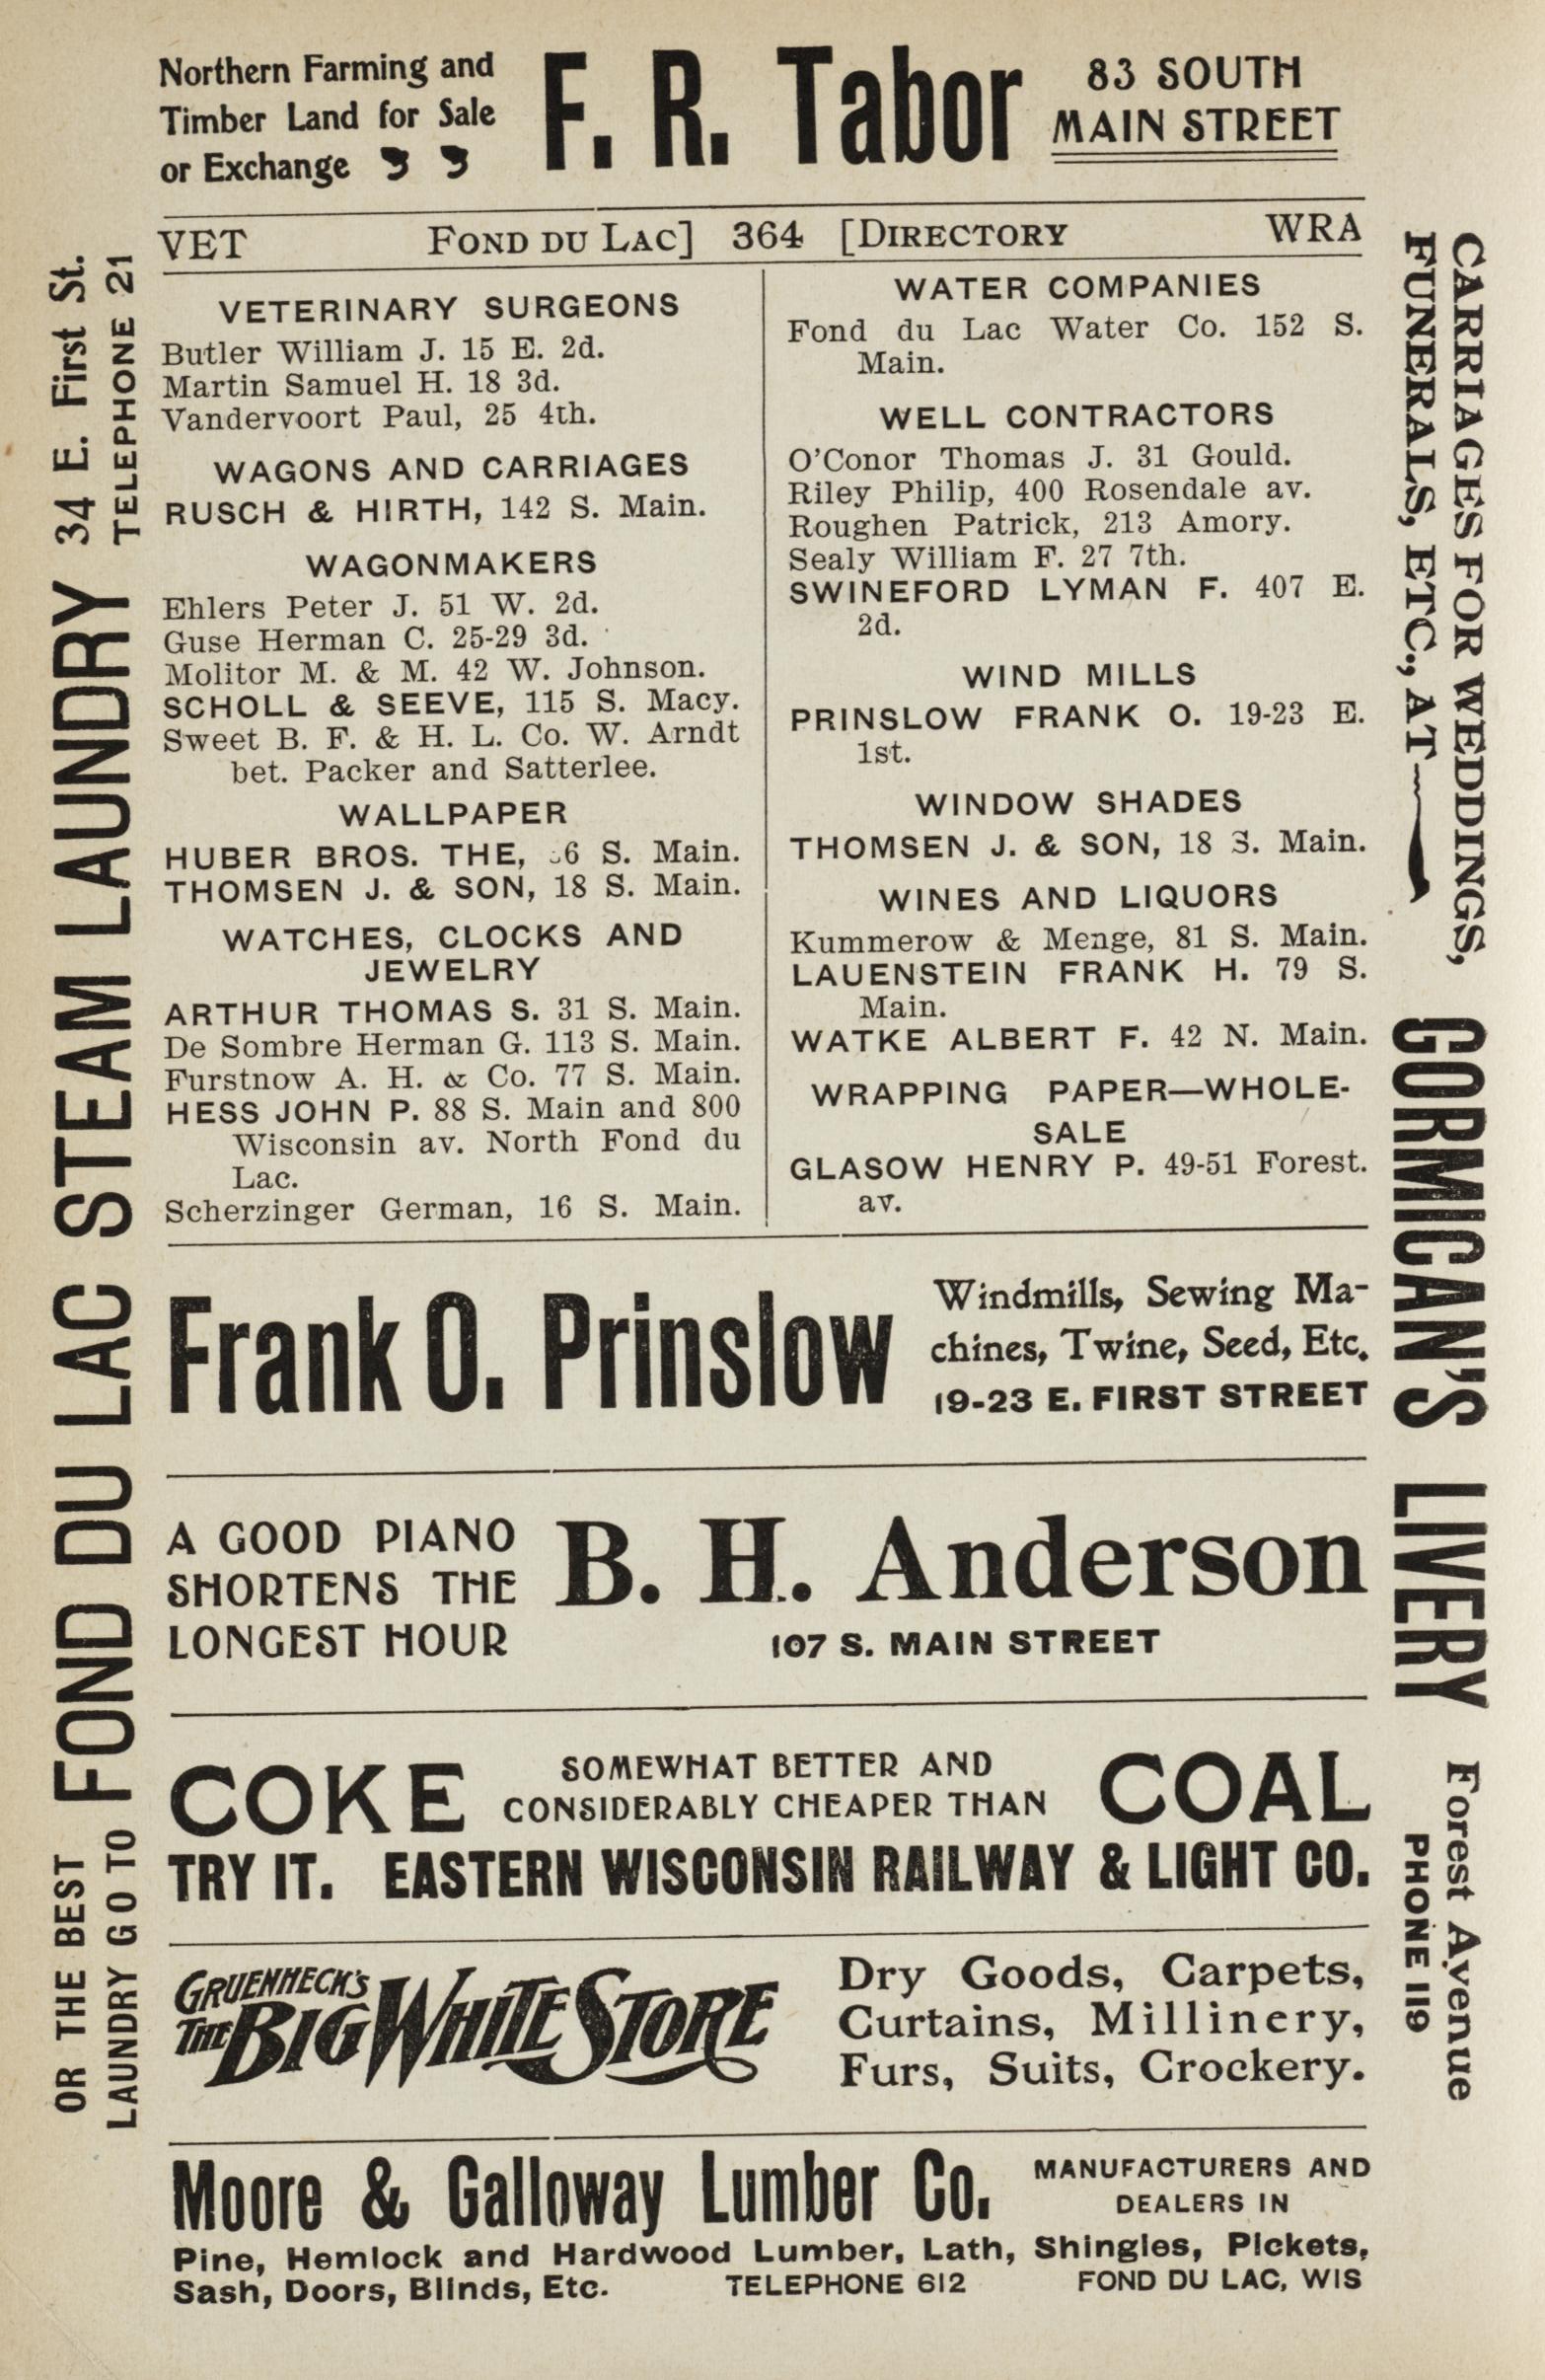 Northern Farming and
Timber Land for Sale
or Exchange
F. R. Tabor
83 SOUTH
MAIN STREET
VET FOND DU LAC] 364 [DIRECTORY WRA
VETERINARY SURGEONS
Butler William J. 15 E. 2d.
Martin Samuel H. 18 3d.
Vandervoort Paul, 25 4th.
WAGONS AND CARRIAGES
RUSCH & HIRTH, 142 S. Main.
WAGONMAKERS
Ehlers Peter J. 51 W. 2d.
Guse Herman C. 25-29 3d.
Molitor M. & M. 42 W. Johnson.
SCHOLL & SEEVE, 115 S. Macy.
Sweet B. F. & H. L. Co. W. Arndt
bet. Packer and Satterlee.
WALLPAPER
HUBER BROS. THE, S. Main.
THOMSEN J. & SON, 18 S. Main.
WATCHES, CLOCKS AND
JEWELRY
ARTHUR THOMAS S. 31 S. Main.
De Sombre Herman G. 113 S. Main.
Furstnow A. H. & Co. 77 S. Main.
HESS JOHN P. 88 S. Main and 800
Wisconsin av. North Fond du
Lac.
Scherzinger German, 16 S. Main.
WATER COMPANIES
Fond du Lac Water Co. 152 S.
Main.
WELL CONTRACTORS
O'Conor Thomas J. 31 Gould.
Riley Philip, 400 Rosendale av.
Roughen Patrick, 213 Amory.
Sealy William F. 27 7th.
SWINEFORD LYMAN F. 407 E.
2d.
WIND MILLS
PRINSLOW FRANK O. 19-23 E.
1st.
WINDOW SHADES
THOMSEN J. & SON, 18 S. Main.
WINES AND LIQUORS
Kummerow & Menge, 81 S. Main.
LAUENSTEIN FRANK H. 79 S.
Main.
WATKE ALBERT F. 42 N. Main.
WRAPPING PAPER—WHOLE-
SALE
GLASOW HENRY P. 49-51 Forest.
av.
Frank O. Prinslow
Windmills, Sewing Ma-
chines, Twine, Seed, Etc.
19-23 E. FIRST STREET
A GOOD PIANO
SHORTENS THE
LONGEST HOUR
B. H. Anderson
107 S. MAIN STREET
COKE
SOMEWHAT BETTER AND
CONSIDERABLY CHEAPER THAN
COAL
TRY IT. EASTERN WISCONSIN RAILWAY & LIGHT CO.
GRUENHECK'S
THE BIG WHITE STORE
Dry Goods, Carpets,
Curtains, Millinery,
Furs, Suits, Crockery.
Moore & Galloway Lumber Co.
MANUFACTURERS AND
DEALERS IN
Pine, Hemlock and Hardwood Lumber, Lath, Shingles, Pickets,
Sash, Doors, Blinds, Etc. TELEPHONE 612 FOND DU LAC, WIS
OR THE BEST
LAUNDRY GO TO
FOND DU LAC STEAM LAUNDRY
34 E. First St.
TELEPHONE 21
CARRIAGES FOR WEDDINGS,
FUNERALS, ETC., AT
GORMICAN'S LIVERY
Forest Avenue
PHONE 119